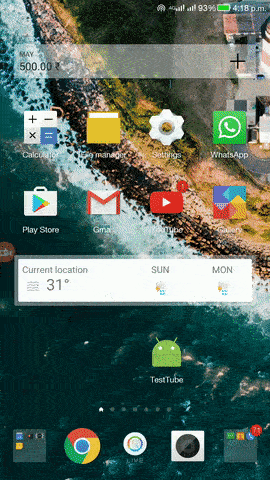 4G 93% 4:18 p.m.
MAY
500.00 ₹
+
Calculator File manager Settings WhatsApp
Play Store Gmail YouTube Gallery
Current location SUN MON
31°
TestTube
LIVE
71